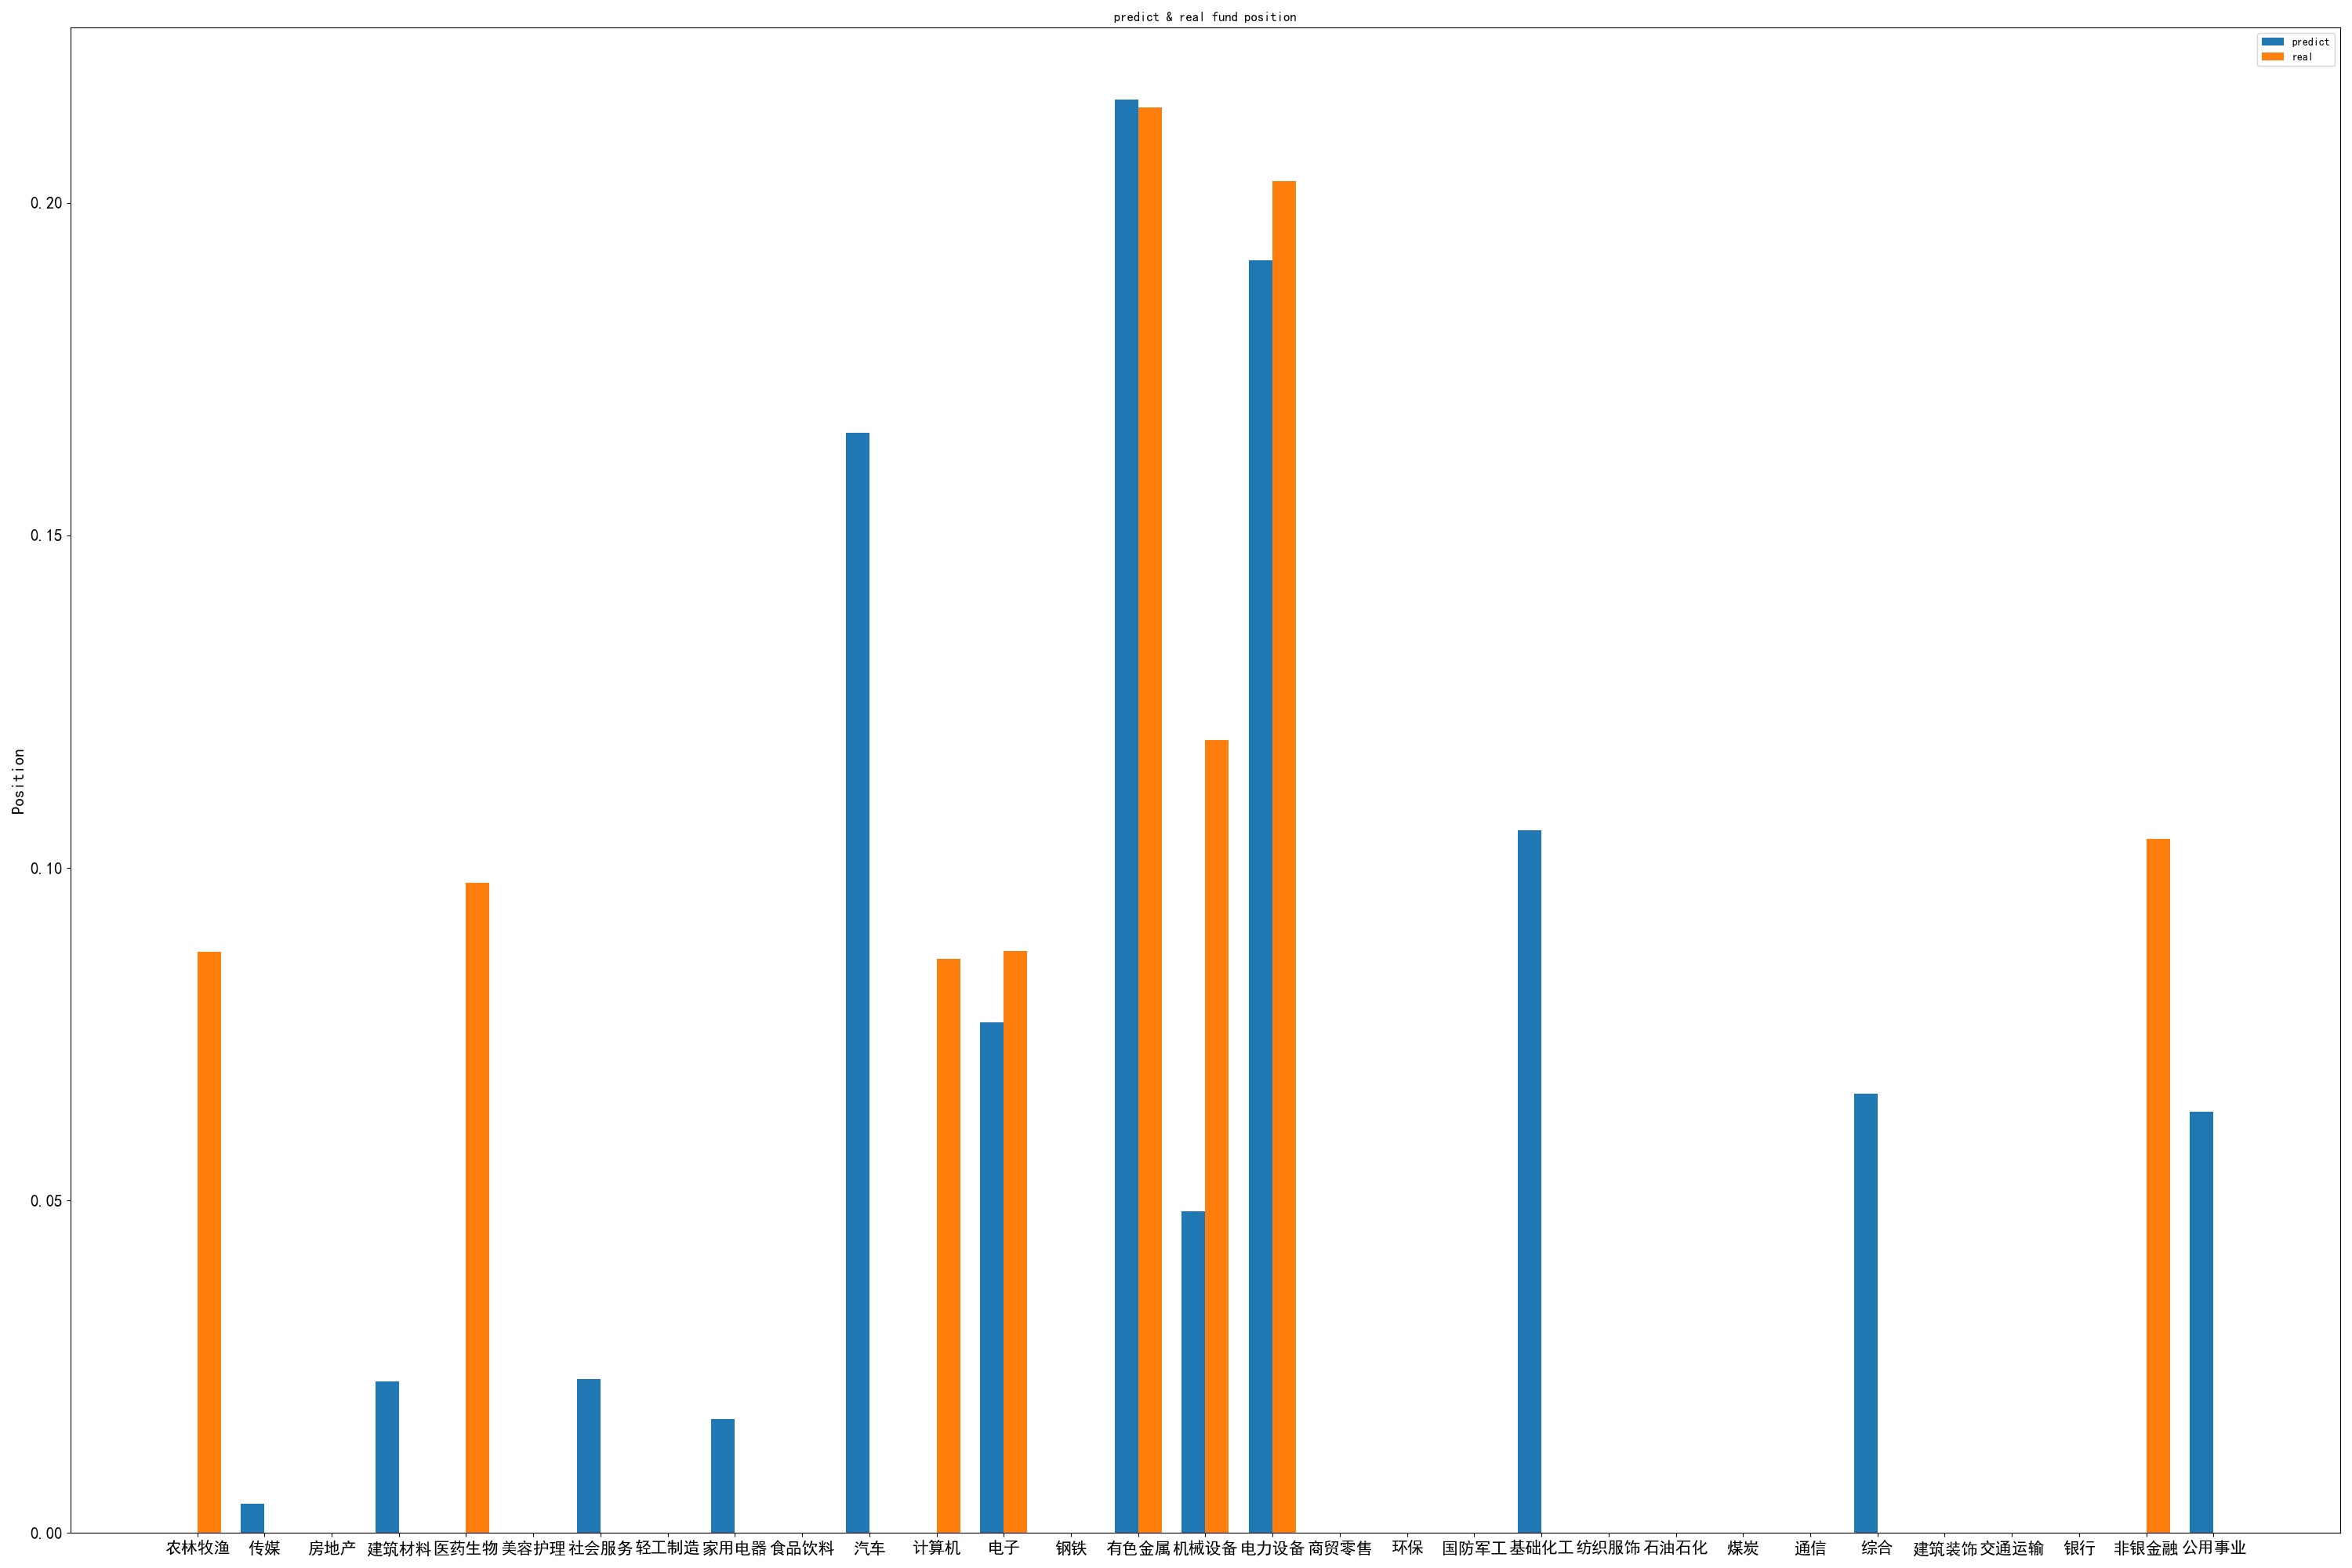 predict & real fund position
predict
real
0.20
0.15
0.10
0.05
0.00
Position
农林牧渔 传媒 房地产 建筑材料 医药生物 美容护理 社会服务 轻工制造 家用电器 食品饮料 汽车 计算机 电子 钢铁 有色金属 机械设备 电力设备 商贸零售 环保 国防军工 基础化工 纺织服饰 石油石化 煤炭 通信 综合 建筑装饰 交通运输 银行 非银金融 公用事业